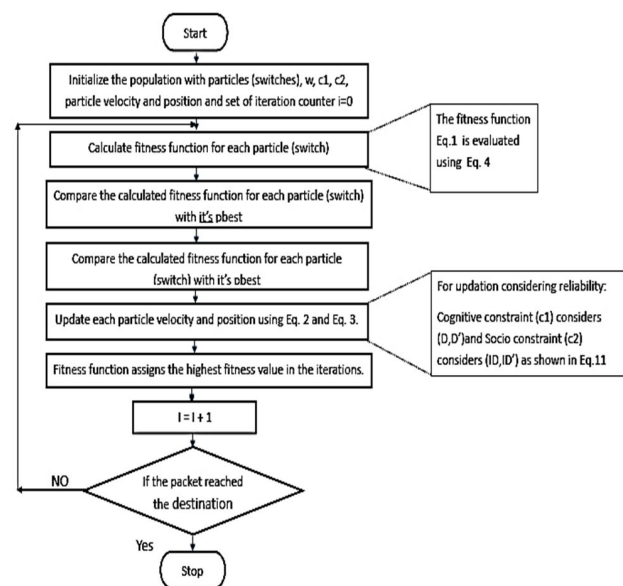 Start
Initialize the population with particles (switches), w, c1, c2,
particle velocity and position and set of iteration counter i=0
The fitness function
Eq.1 is evaluated
using Eq. 4
Calculate fitness function for each particle (switch)
Compare the calculated fitness function for each particle (switch)
with it's pbest
Compare the calculated fitness function for each particle
(switch) with it's pbest
For updation considering reliability:
Cognitive constraint (c1) considers
(D,D')and Socio constraint (c2)
considers (ID,ID') as shown in Eq.11
Update each particle velocity and position using Eq. 2 and Eq. 3.
Fitness function assigns the highest fitness value in the iterations.
I = I + 1
NO
If the packet reached
the destination
Yes
Stop